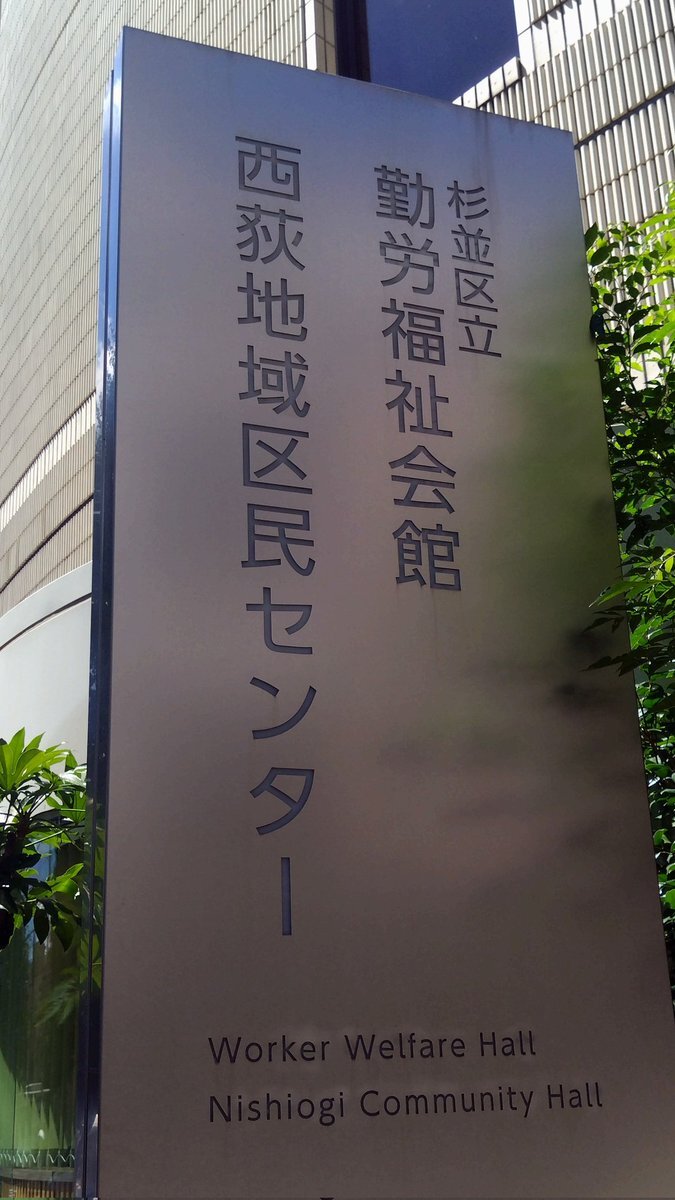 杉並区立
勤労福祉会館
西荻地域区民センター
Worker Welfare Hall
Nishiogi Community Hall